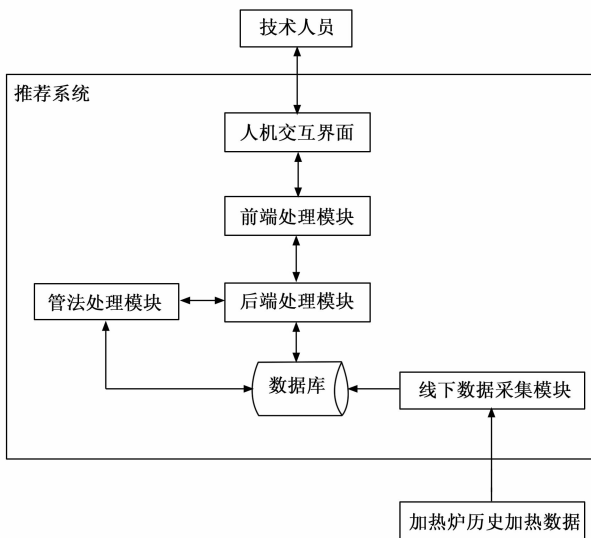 技术人员
推荐系统
人机交互界面
前端处理模块
管法处理模块
后端处理模块
数据库
线下数据采集模块
加热炉历史加热数据